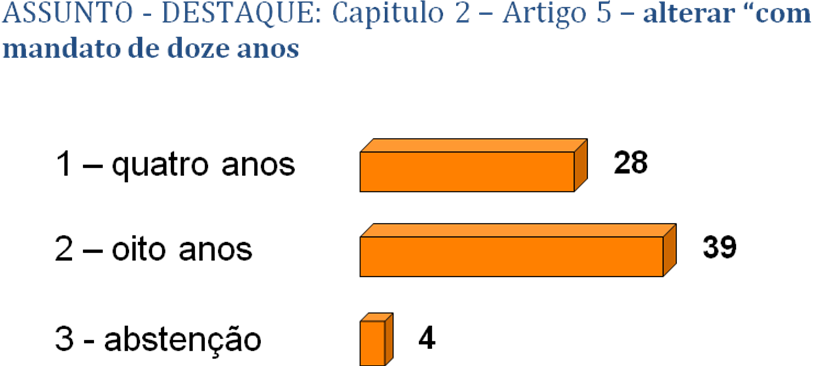 ASSUNTO - DESTAQUE: Capitulo 2 – Artigo 5 – alterar “com
mandato de doze anos
1 – quatro anos 28
2 – oito anos 39
3 - abstenção 4